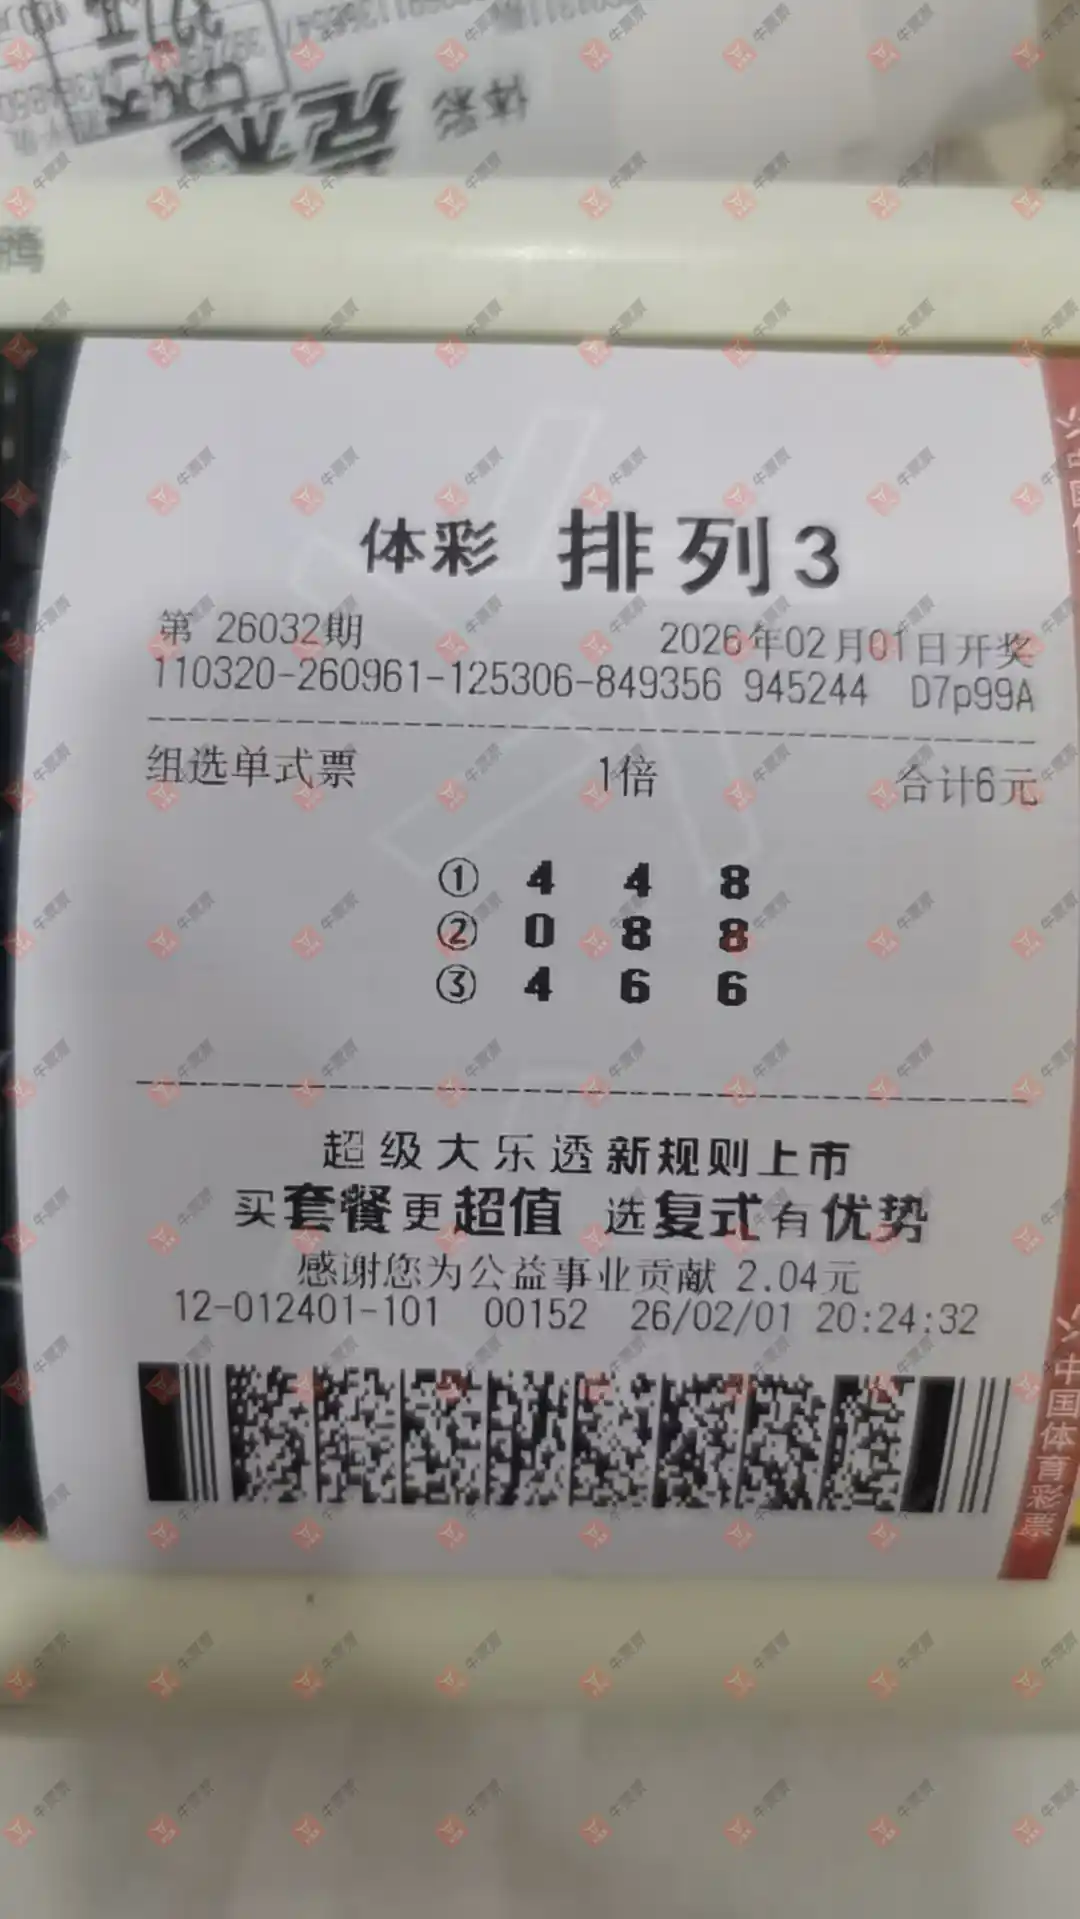 体彩
体彩 排列3
第 26032期 2026年02月01日开奖
110320-260961-125306-849356 945244 D7p99A
组选单式票 1倍 合计6元
① 4 4 8
② 0 8 8
③ 4 6 6
超级大乐透新规则上市
买套餐更超值 选复式有优势
感谢您为公益事业贡献 2.04元
12-012401-101 00152 26/02/01 20:24:32
中国体育彩票
牛票票